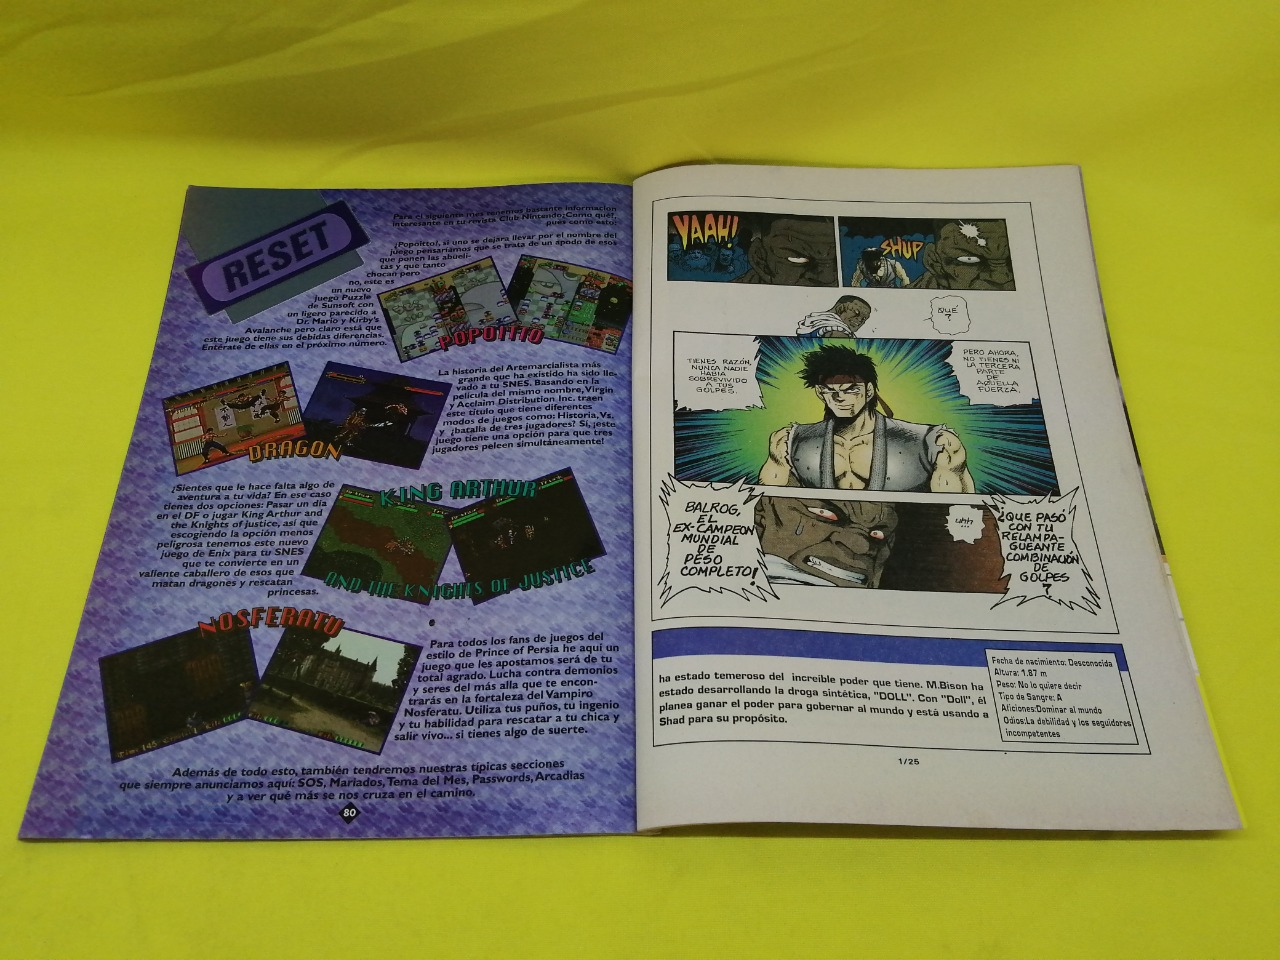 RESET
Para el siguiente mes tenemos bastante información
interesante en tu revista Club Nintendo; Como qué?,
pues como esto:
¡Popoitto!, si uno se dejara llevar por el nombre del
juego pensaríamos que se trata de un apodo de esos
que ponen las abueli-
tas y que tanto
chocan pero
no, este es
un nuevo
juego Puzzle
de Sunsoft con
un ligero parecido a
Dr. Mario y Kirby's
Avalanche pero claro está que
este juego tiene sus debidas diferencias.
Entérate de ellas en el próximo número.
POPOITTO
La historia del Artemarcialista más
grande que ha existido ha sido lle-
vado a tu SNES. Basando en la
película del mismo nombre, Virgin
y Acclaim Distribution Inc. traen
este título que tiene diferentes
modos de juegos como: Historia, Vs.
y ¿batalla de tres jugadores? Sí, ¡este
juego tiene una opción para que tres
jugadores peleen simultáneamente!
DRAGON
¿Sientes que le hace falta algo de
aventura a tu vida? En ese caso
tienes dos opciones: Pasar un día
en el DF o jugar King Arthur and
the Knights of justice, así que
escogiendo la opción menos
peligrosa tenemos este nuevo
juego de Enix para tu SNES
que te convierte en un
valiente caballero de esos que
matan dragones y rescatan
princesas.
KING ARTHUR
AND THE KNIGHTS OF JUSTICE
NOSFERATU
Para todos los fans de juegos del
estilo de Prince of Persia he aquí un
juego que les apostamos será de tu
total agrado. Lucha contra demonios
y seres del más alla que te encon-
trarás en la fortaleza del Vampiro
Nosferatu. Utiliza tus puños, tu ingenio
y tu habilidad para rescatar a tu chica y
salir vivo... si tienes algo de suerte.
Además de todo esto, también tendremos nuestras típicas secciones
que siempre anunciamos aquí: SOS, Mariados, Tema del Mes, Passwords, Arcadias
y a ver qué más se nos cruza en el camino.
80
YAAH!
SHUP
QUE
?
TIENES RAZÓN,
NUNCA NADIE
HABIA
SOBREVIVIDO
A TUS
GOLPES.
PERO AHORA,
NO TIENES NI
LA TERCERA
PARTE
DE
AQUELLA
FUERZA.
BALROG,
EL
EX-CAMPEON
MUNDIAL
DE
PESO
COMPLETO!
UHH
...
¿QUE PASÓ
CON TU
RELAMPA-
GUEANTE
COMBINACIÓN
DE
GOLPES
?
ha estado temeroso del increíble poder que tiene. M.Bison ha
estado desarrollando la droga sintética, "DOLL". Con "Doll", él
planea ganar el poder para gobernar al mundo y está usando a
Shad para su propósito.
Fecha de nacimiento: Desconocida
Altura: 1.87 m
Peso: No lo quiere decir
Tipo de Sangre: A
Aficiones:Dominar al mundo
Odios:La debilidad y los seguidores
incompetentes
1/25